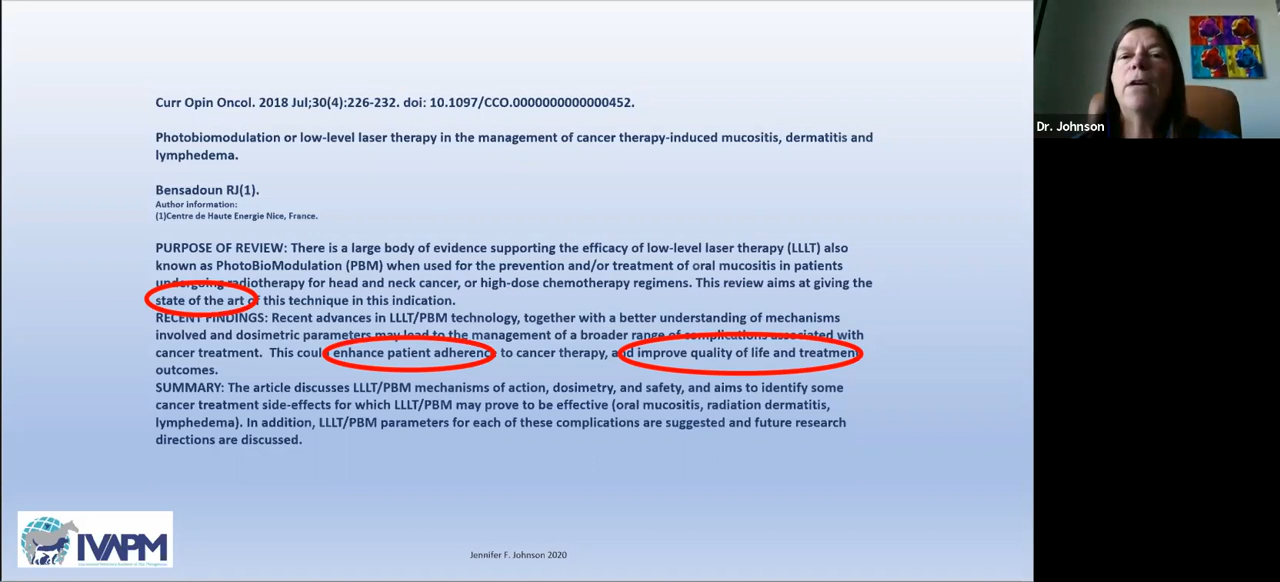 Curr Opin Oncol. 2018 Jul;30(4):226-232. doi: 10.1097/CCO.0000000000000452.
Photobiomodulation or low-level laser therapy in the management of cancer therapy-induced mucositis, dermatitis and
lymphedema.
Bensadoun RJ(1).
Author information:
(1)Centre de Haute Energie Nice, France.
PURPOSE OF REVIEW: There is a large body of evidence supporting the efficacy of low-level laser therapy (LLLT) also
known as PhotoBioModulation (PBM) when used for the prevention and/or treatment of oral mucositis in patients
undergoing radiotherapy for head and neck cancer, or high-dose chemotherapy regimens. This review aims at giving the
state of the art of this technique in this indication.
RECENT FINDINGS: Recent advances in LLLT/PBM technology, together with a better understanding of mechanisms
involved and dosimetric parameters may lead to the management of a broader range of complications associated with
cancer treatment. This could enhance patient adherence to cancer therapy, and improve quality of life and treatment
outcomes.
SUMMARY: The article discusses LLLT/PBM mechanisms of action, dosimetry, and safety, and aims to identify some
cancer treatment side-effects for which LLLT/PBM may prove to be effective (oral mucositis, radiation dermatitis,
lymphedema). In addition, LLLT/PBM parameters for each of these complications are suggested and future research
directions are discussed.
IVAPM
Jennifer F. Johnson 2020
Dr. Johnson